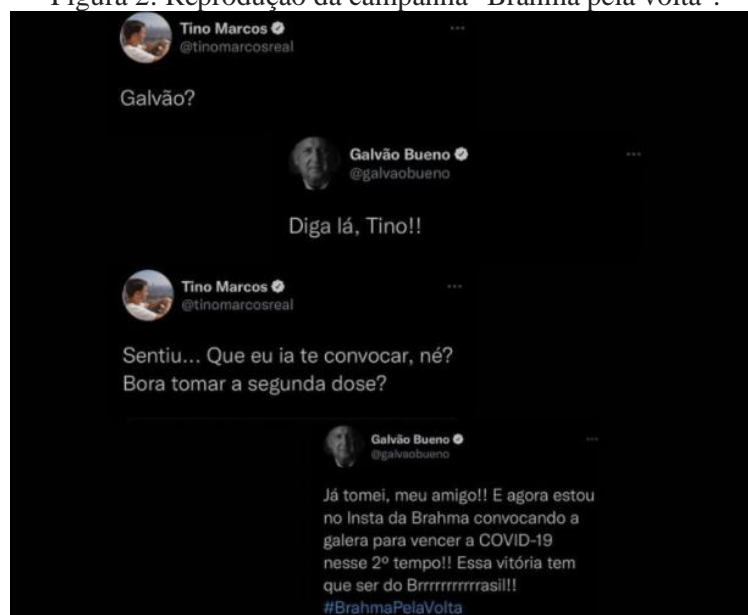 Figura 2: Reprodução da campanha "Brahma pela volta".
Tino Marcos
@tinomarcosreal
Galvão?
Galvão Bueno
@galvaobueno
Diga lá, Tino!!
Tino Marcos
@tinomarcosreal
Sentiu... Que eu ia te convocar, né?
Bora tomar a segunda dose?
Galvão Bueno
@galvaobueno
Já tomei, meu amigo!! E agora estou
no Insta da Brahma convocando a
galera para vencer a COVID-19
nesse 2º tempo!! Essa vitória tem
que ser do Brrrrrrrrrrrasil!!
#BrahmaPelaVolta